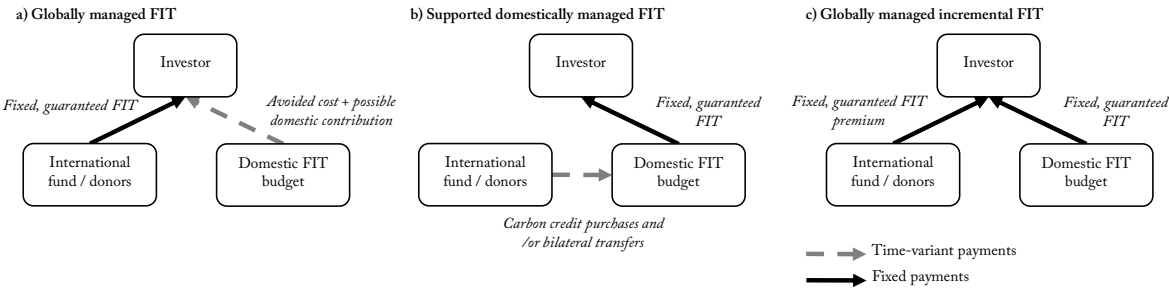 a) Globally managed FIT
Investor
Fixed, guaranteed FIT
Avoided cost + possible
domestic contribution
International
fund / donors
Domestic FIT
budget
b) Supported domestically managed FIT
Investor
Fixed, guaranteed
FIT
International
fund / donors
Domestic FIT
budget
Carbon credit purchases and
/or bilateral transfers
c) Globally managed incremental FIT
Investor
Fixed, guaranteed FIT
premium
Fixed, guaranteed
FIT
International
fund / donors
Domestic FIT
budget
Time-variant payments
Fixed payments